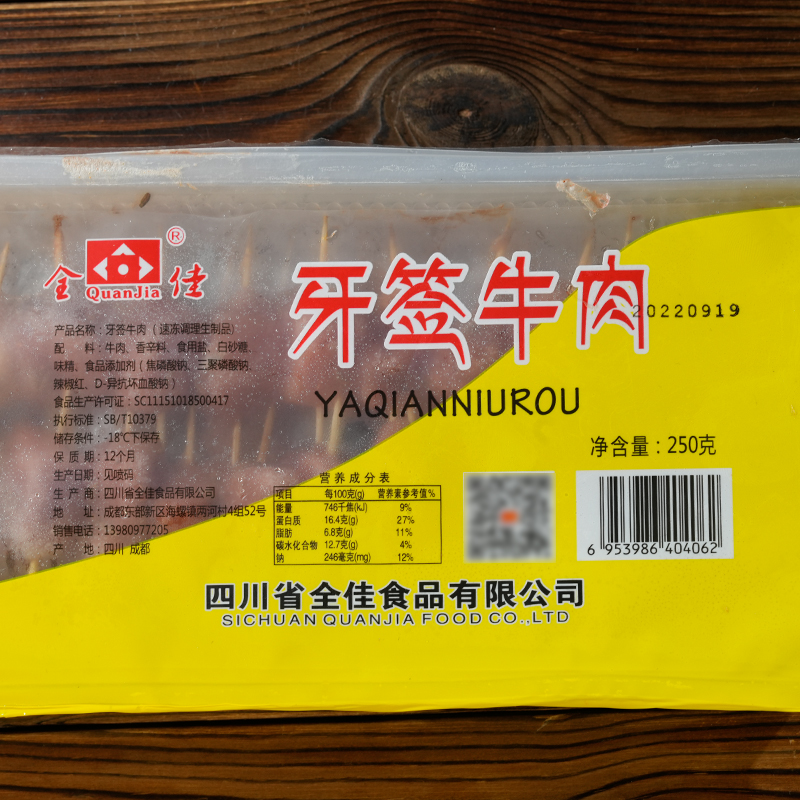 全 佳
QuanJia
®
牙签牛肉
20220919
YAQIANNIUROU
净含量：250克
产品名称：牙签牛肉（速冻调理生制品）
配 料：牛肉、香辛料、食用盐、白砂糖、
味精、食品添加剂（焦磷酸钠、三聚磷酸钠、
辣椒红、D-异抗坏血酸钠）
食品生产许可证：SC11151018500417
执行标准：SB/T10379
储存条件：-18℃下保存
保 质 期：12个月
生产日期：见喷码
生 产 商：四川省全佳食品有限公司
地 址：成都东部新区海螺镇两河村4组52号
销售电话：13980977205
产 地：四川 成都
营养成分表
项目 每100克(g) 营养素参考值%
能量 746千焦(kJ) 9%
蛋白质 16.4克(g) 27%
脂肪 6.8克(g) 11%
碳水化合物 12.7克(g) 4%
钠 246毫克(mg) 12%
6 953986 404062
四川省全佳食品有限公司
SICHUAN QUANJIA FOOD CO.,LTD